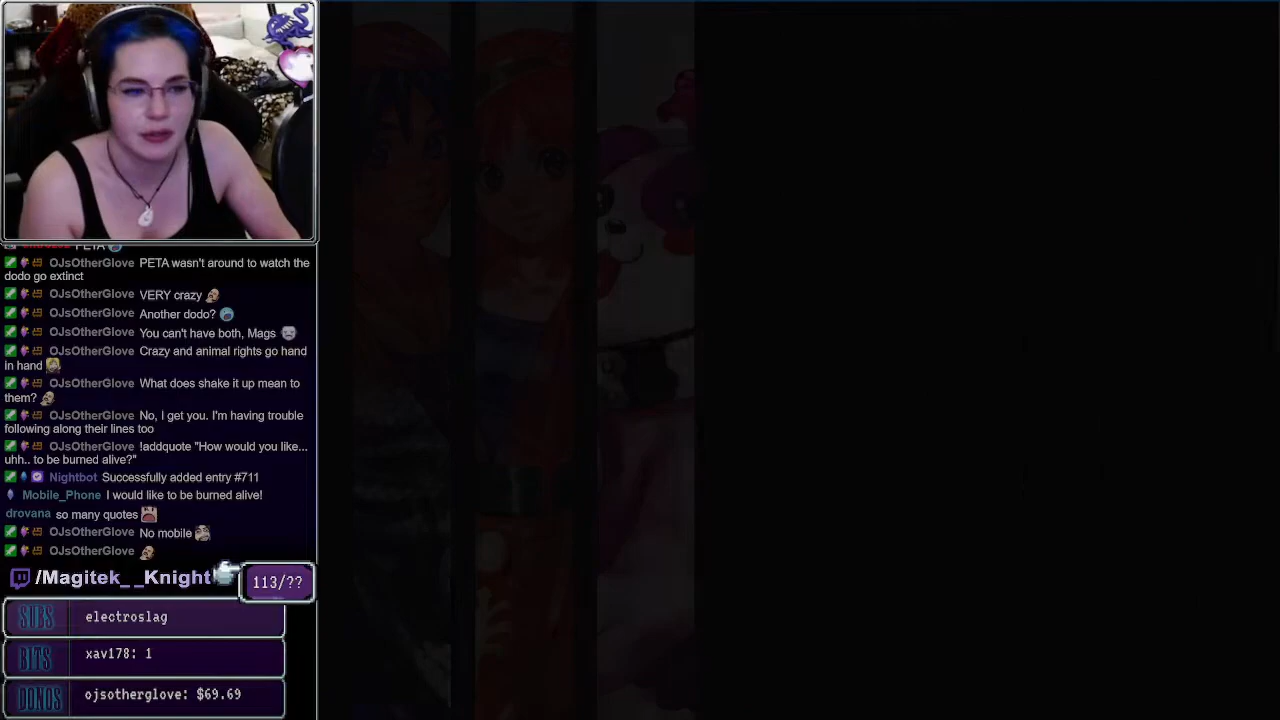 OJsOtherGlove PETA wasn't around to watch the
dodo go extinct
OJsOtherGlove VERY crazy
OJsOtherGlove Another dodo?
OJsOtherGlove You can't have both, Mags
OJsOtherGlove Crazy and animal rights go hand
in hand
OJsOtherGlove What does shake it up mean to
them?
OJsOtherGlove No, I get you. I'm having trouble
following along their lines too
OJsOtherGlove !addquote "How would you like...
uhh.. to be burned alive?"
Nightbot Successfully added entry #711
Mobile_Phone I would like to be burned alive!
drovana so many quotes
OJsOtherGlove No mobile
OJsOtherGlove
/Magitek__Knight
113/??
SUBS electroslag
BITS xav178: 1
DONOS ojsotherglove: $69.69